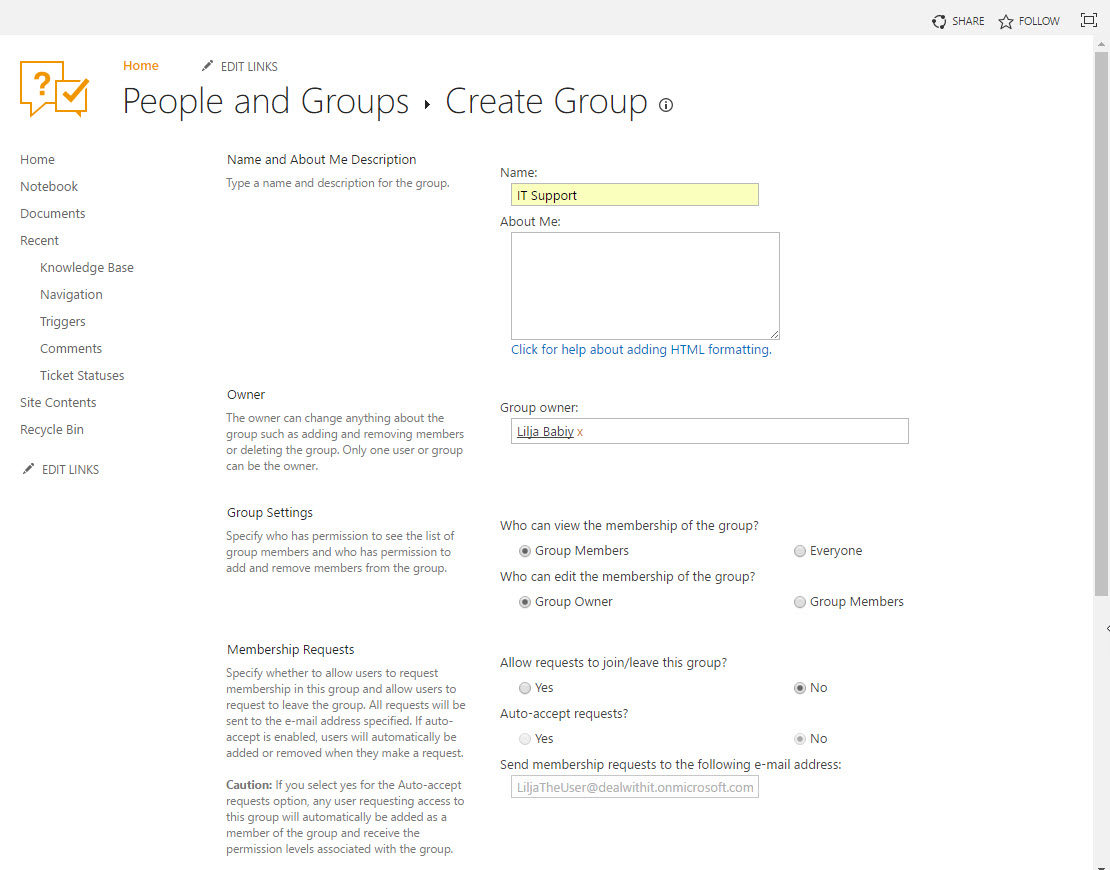 SHARE FOLLOW
?
Home EDIT LINKS
People and Groups ▸ Create Group
Home
Notebook
Documents
Recent
Knowledge Base
Navigation
Triggers
Comments
Ticket Statuses
Site Contents
Recycle Bin
EDIT LINKS
Name and About Me Description
Type a name and description for the group.
Name:
IT Support
About Me:
Click for help about adding HTML formatting.
Owner
The owner can change anything about the
group such as adding and removing members
or deleting the group. Only one user or group
can be the owner.
Group owner:
Lilja Babiy x
Group Settings
Specify who has permission to see the list of
group members and who has permission to
add and remove members from the group.
Who can view the membership of the group?
Group Members Everyone
Who can edit the membership of the group?
Group Owner Group Members
Membership Requests
Specify whether to allow users to request
membership in this group and allow users to
request to leave the group. All requests will be
sent to the e-mail address specified. If auto-
accept is enabled, users will automatically be
added or removed when they make a request.
Caution: If you select yes for the Auto-accept
requests option, any user requesting access to
this group will automatically be added as a
member of the group and receive the
permission levels associated with the group.
Allow requests to join/leave this group?
Yes No
Auto-accept requests?
Yes No
Send membership requests to the following e-mail address:
LiljaTheUser@dealwithit.onmicrosoft.com